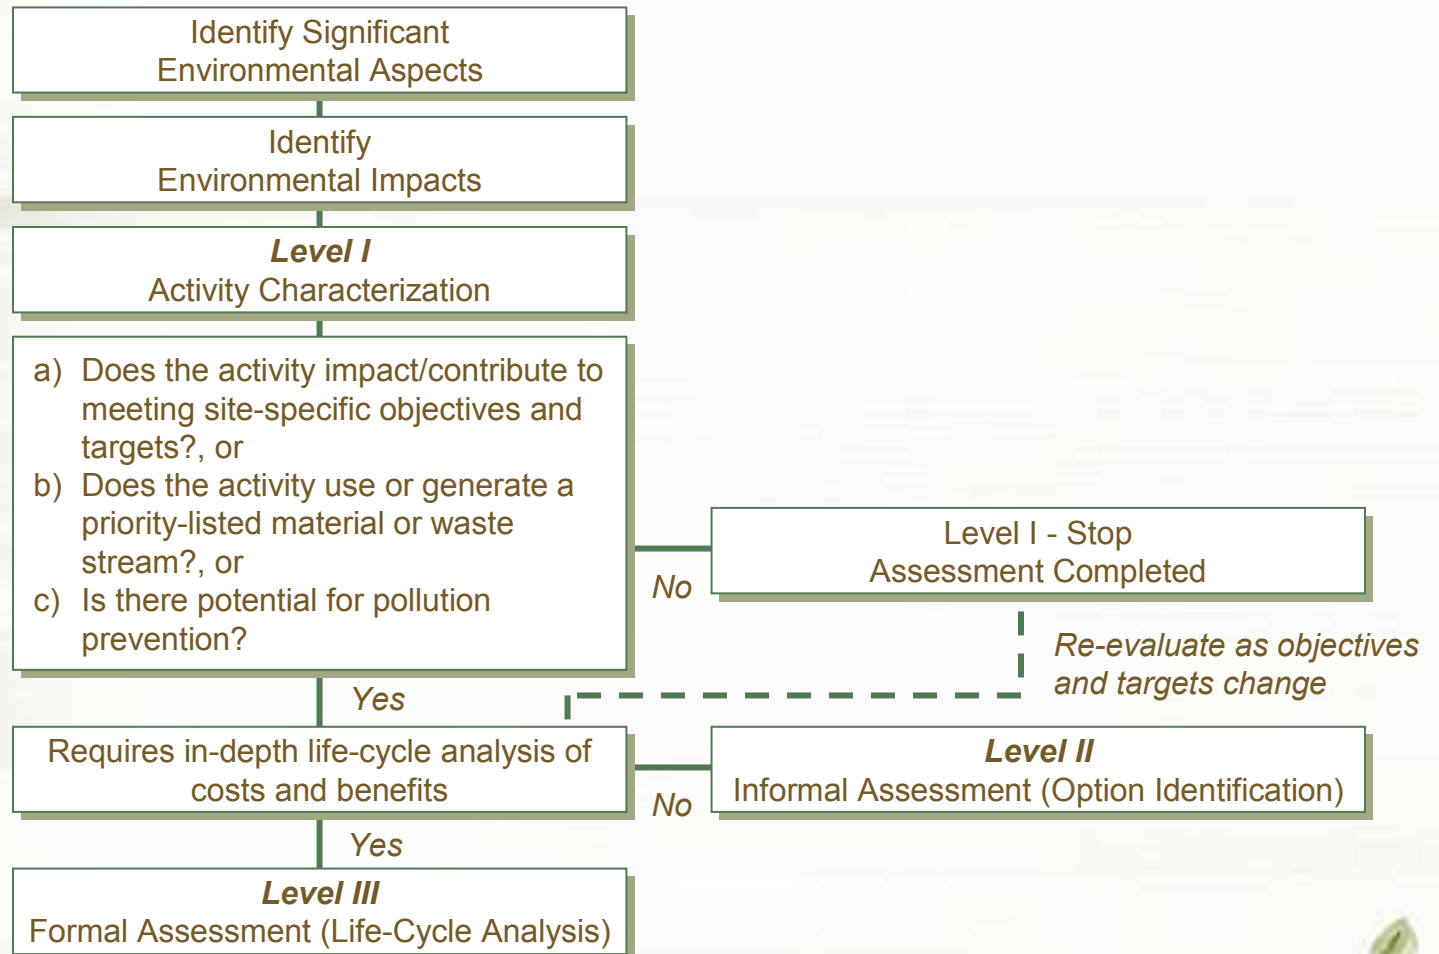 Identify Significant
Environmental Aspects
Identify
Environmental Impacts
Level I
Activity Characterization
a) Does the activity impact/contribute to
meeting site-specific objectives and
targets?, or
b) Does the activity use or generate a
priority-listed material or waste
stream?, or
c) Is there potential for pollution
prevention?
No
Level I - Stop
Assessment Completed
Re-evaluate as objectives
and targets change
Yes
Requires in-depth life-cycle analysis of
costs and benefits
No
Level II
Informal Assessment (Option Identification)
Yes
Level III
Formal Assessment (Life-Cycle Analysis)